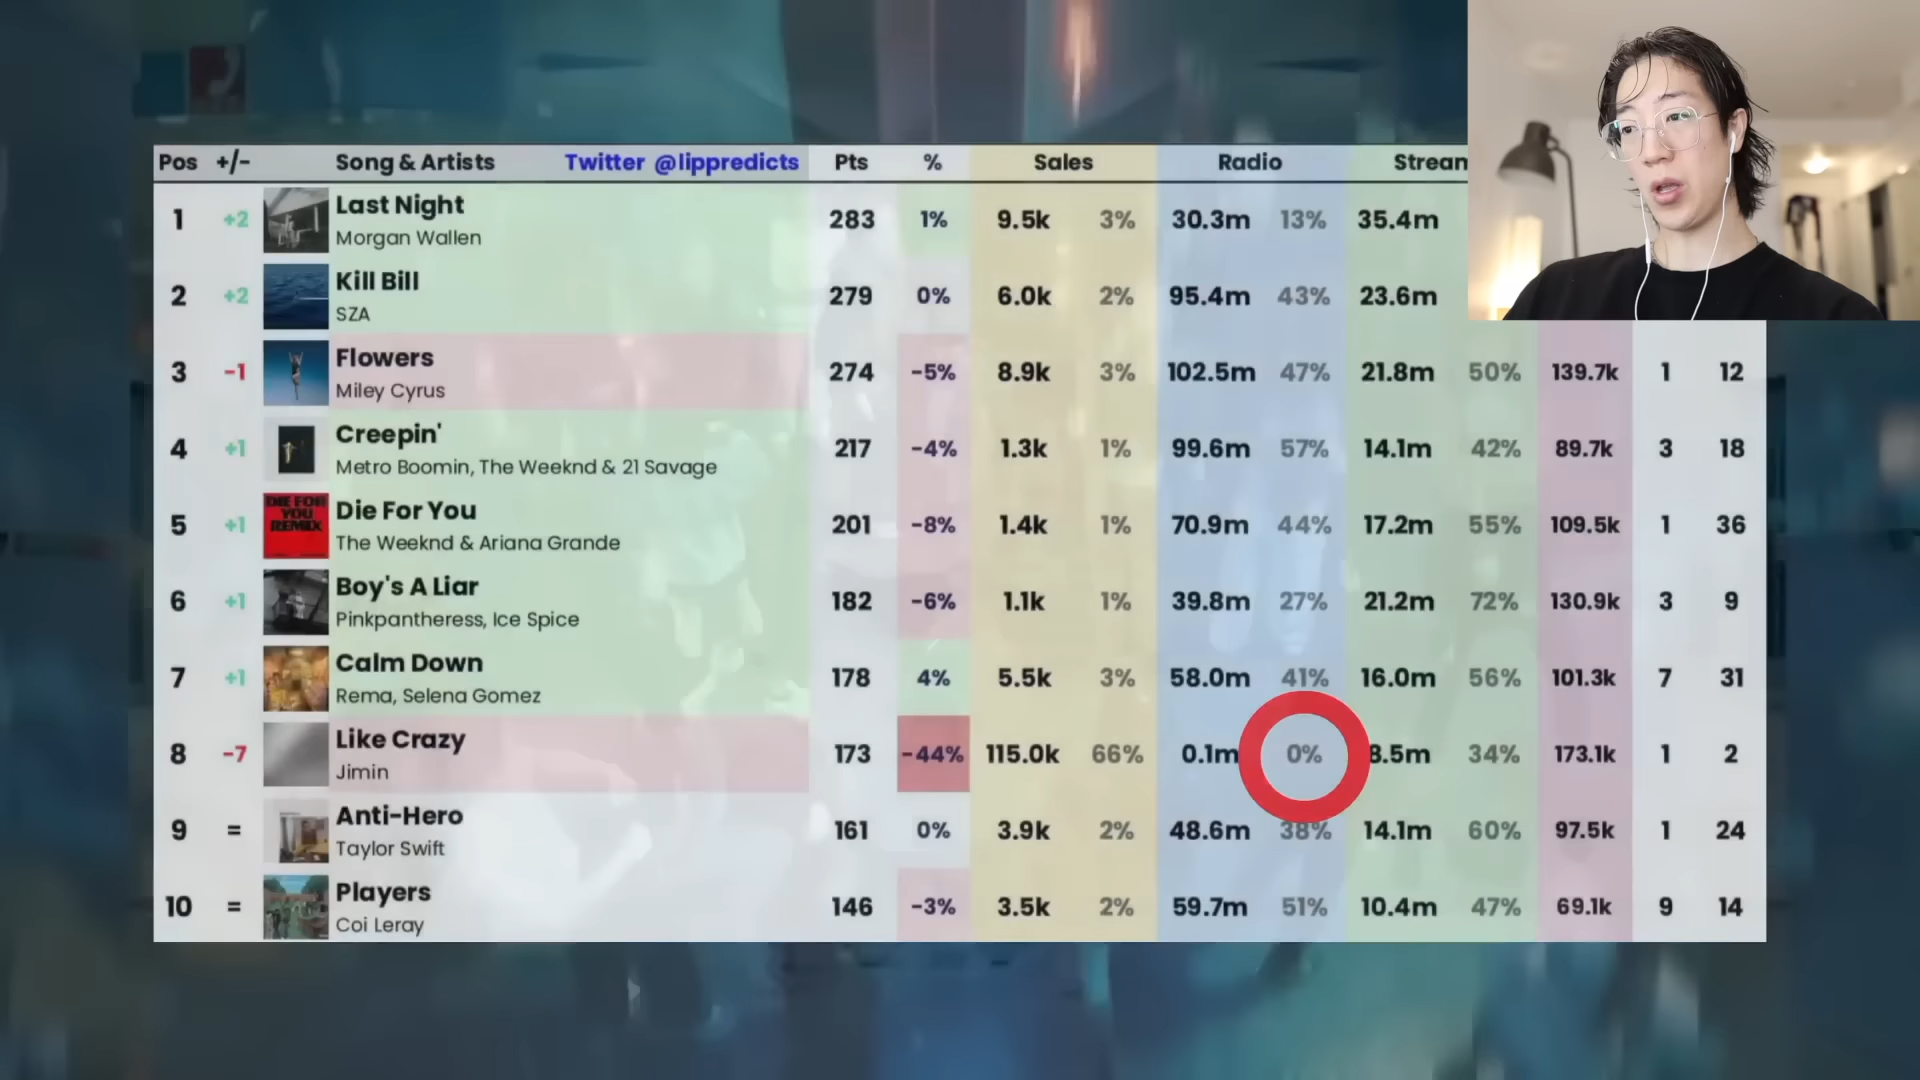 Pos +/- Song & Artists Twitter @lippredicts Pts % Sales Radio Stream
1 +2 Last Night 283 1% 9.5k 3% 30.3m 13% 35.4m
Morgan Wallen
2 +2 Kill Bill 279 0% 6.0k 2% 95.4m 43% 23.6m
SZA
3 -1 Flowers 274 -5% 8.9k 3% 102.5m 47% 21.8m 50% 139.7k 1 12
Miley Cyrus
4 +1 Creepin' 217 -4% 1.3k 1% 99.6m 57% 14.1m 42% 89.7k 3 18
Metro Boomin, The Weeknd & 21 Savage
DIE FOR
YOU
REMIX
5 +1 Die For You 201 -8% 1.4k 1% 70.9m 44% 17.2m 55% 109.5k 1 36
The Weeknd & Ariana Grande
6 +1 Boy's A Liar 182 -6% 1.1k 1% 39.8m 27% 21.2m 72% 130.9k 3 9
Pinkpantheress, Ice Spice
7 +1 Calm Down 178 4% 5.5k 3% 58.0m 41% 16.0m 56% 101.3k 7 31
Rema, Selena Gomez
8 -7 Like Crazy 173 -44% 115.0k 66% 0.1m 0% 8.5m 34% 173.1k 1 2
Jimin
9 = Anti-Hero 161 0% 3.9k 2% 48.6m 38% 14.1m 60% 97.5k 1 24
Taylor Swift
10 = Players 146 -3% 3.5k 2% 59.7m 51% 10.4m 47% 69.1k 9 14
Coi Leray